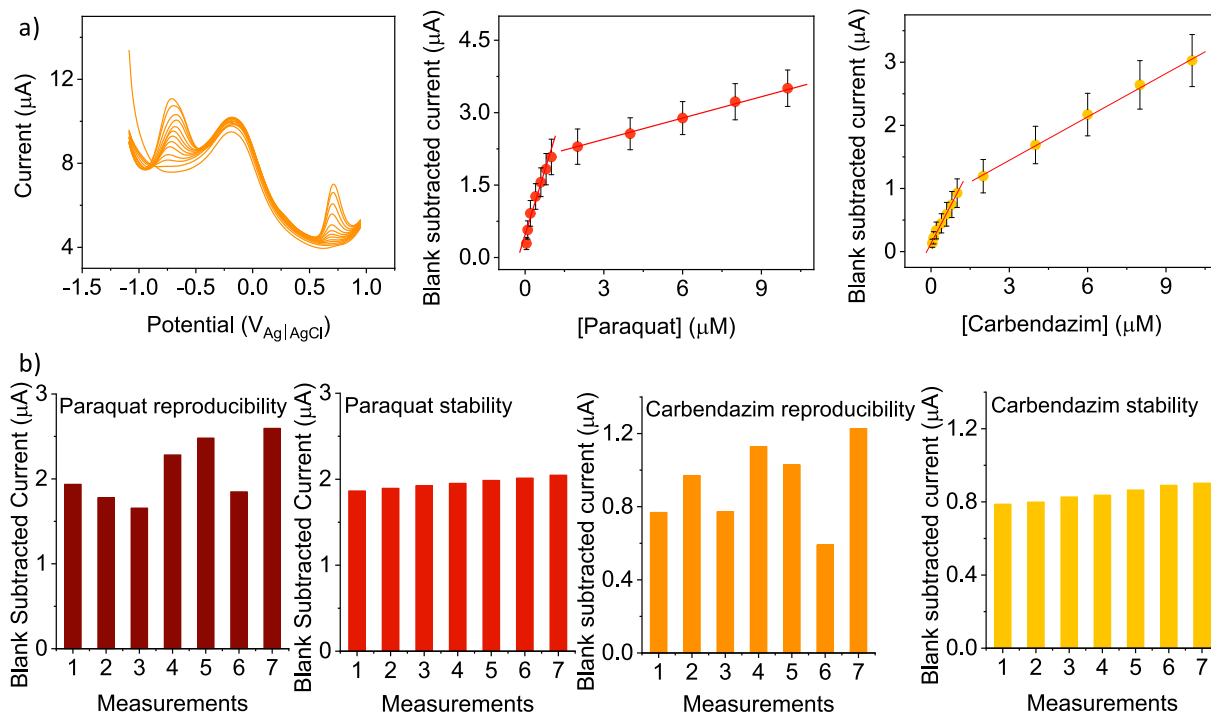 a)
Current (μA)
12
8
4
-1.5
-1.0
-0.5
0.0
0.5
1.0
Potential (VAg|AgCl)
Blank subtracted current (μA)
4.5
3.0
1.5
0.0
0
3
6
9
[Paraquat] (μM)
Blank subtracted current (μA)
3
2
1
0
0
3
6
9
[Carbendazim] (μM)
b)
Blank Subtracted Current (μA)
3
2
1
0
Paraquat reproducibility
1 2 3 4 5 6 7
Measurements
Blank Subtracted Current (μA)
3
2
1
0
Paraquat stability
1 2 3 4 5 6 7
Measurements
Blank subtracted current (μA)
1.2
0.8
0.4
0.0
Carbendazim reproducibility
1 2 3 4 5 6 7
Measurements
Blank subtracted current (μA)
1.2
0.8
0.4
0.0
Carbendazim stability
1 2 3 4 5 6 7
Measurements